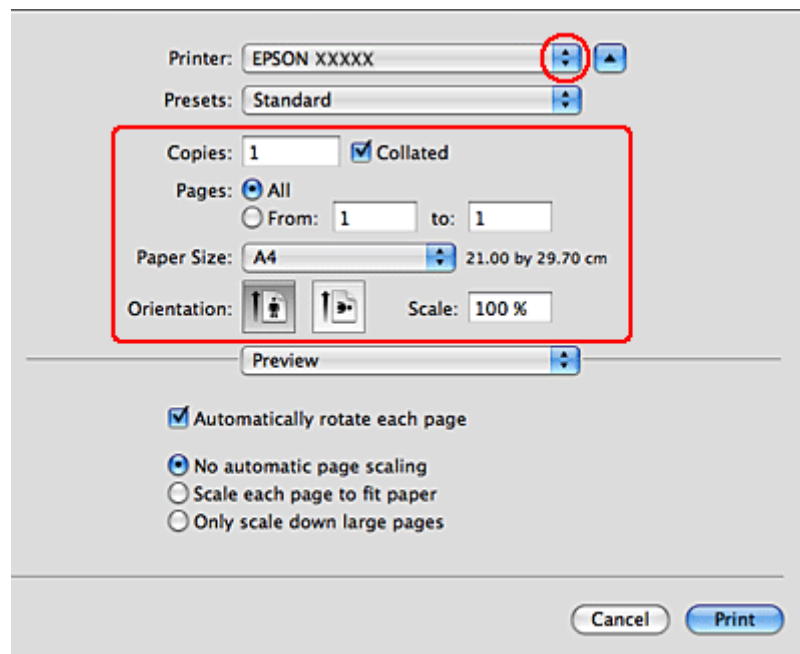 Printer: EPSON XXXXX
Presets: Standard
Copies: 1 Collated
Pages: All
From: 1 to: 1
Paper Size: A4 21.00 by 29.70 cm
Orientation: Scale: 100 %
Preview
Automatically rotate each page
No automatic page scaling
Scale each page to fit paper
Only scale down large pages
Cancel Print